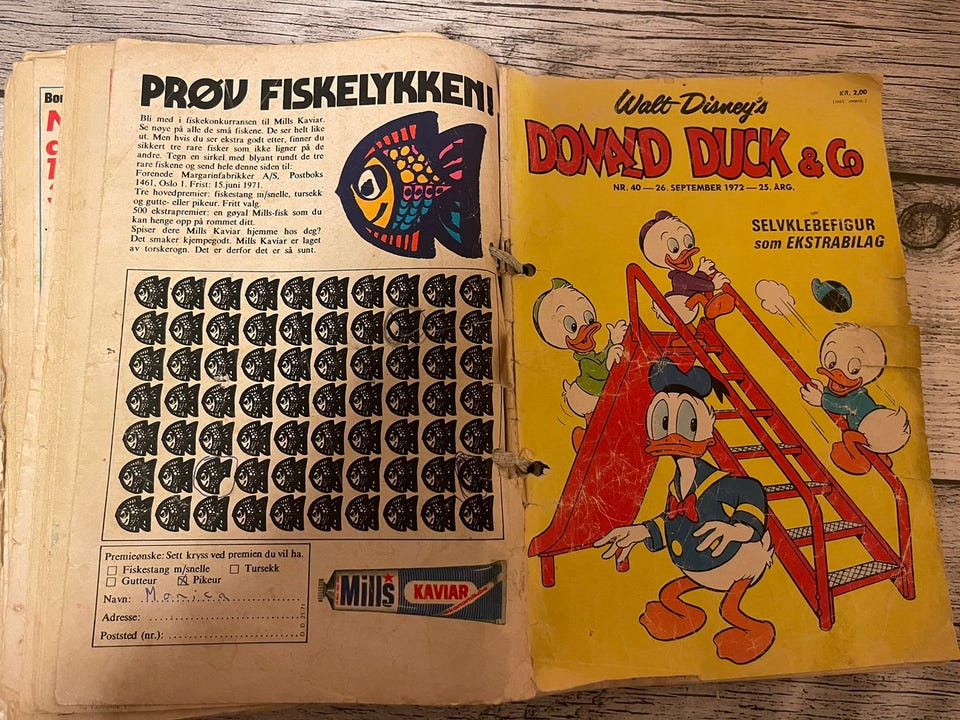 Bor
PRØV FISKELYKKEN!
Bli med i fiskekonkurransen til Mills Kaviar.
Se nøye på alle de små fiskene. De ser helt like
ut. Men hvis du ser ekstra godt etter, finner du
sikkert tre rare fisker som ikke ligner på de
andre. Tegn en sirkel med blyant rundt de tre
rare fiskene og send hele denne siden til:
Forenede Margarinfabrikker A/S, Postboks
1461, Oslo 1. Frist: 15.juni 1971.
Tre hovedpremier: fiskestang m/snelle, tursekk
og gutte- eller pikeur. Fritt valg.
500 ekstrapremier: en gøyal Mills-fisk som du
kan henge opp på rommet ditt.
Spiser dere Mills Kaviar hjemme hos deg?
Det smaker kjempegodt. Mills Kaviar er laget
av torskerogn. Det er derfor det er så sunt.
Premieønske: Sett kryss ved premien du vil ha.
Fiskestang m/snelle Tursekk
Gutteur Pikeur
Navn: Monica
Adresse:
Poststed (nr.):
D. D. 21.71
Mills KAVIAR
KR. 2,00
Walt Disney's
DONALD DUCK & Co
NR. 40 — 26. SEPTEMBER 1972 — 25. ÅRG.
SELVKLEBEFIGUR
som EKSTRABILAG